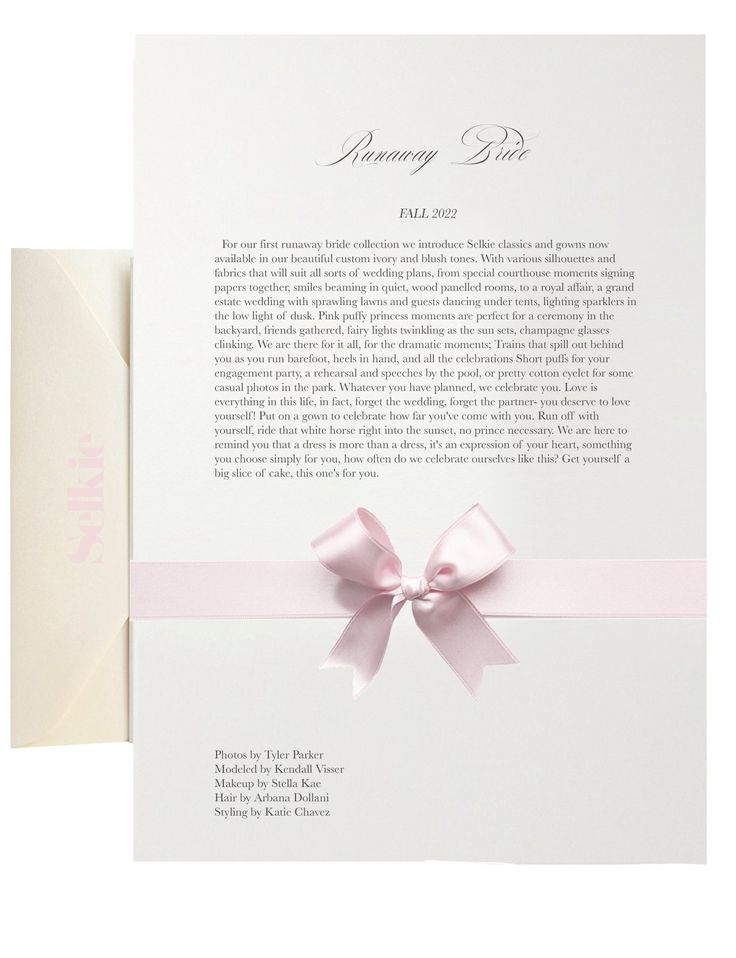 Runaway Bride
FALL 2022
For our first runaway bride collection we introduce Selkie classics and gowns now
available in our beautiful custom ivory and blush tones. With various silhouettes and
fabrics that will suit all sorts of wedding plans, from special courthouse moments signing
papers together, smiles beaming in quiet, wood panelled rooms, to a royal affair, a grand
estate wedding with sprawling lawns and guests dancing under tents, lighting sparklers in
the low light of dusk. Pink puffy princess moments are perfect for a ceremony in the
backyard, friends gathered, fairy lights twinkling as the sun sets, champagne glasses
clinking. We are there for it all, for the dramatic moments; Trains that spill out behind
you as you run barefoot, heels in hand, and all the celebrations Short puffs for your
engagement party, a rehearsal and speeches by the pool, or pretty cotton eyelet for some
casual photos in the park. Whatever you have planned, we celebrate you. Love is
everything in this life, in fact, forget the wedding, forget the partner- you deserve to love
yourself! Put on a gown to celebrate how far you've come with you. Run off with
yourself, ride that white horse right into the sunset, no prince necessary. We are here to
remind you that a dress is more than a dress, it's an expression of your heart, something
you choose simply for you, how often do we celebrate ourselves like this? Get yourself a
big slice of cake, this one's for you.
Selkie
Photos by Tyler Parker
Modeled by Kendall Visser
Makeup by Stella Kae
Hair by Arbana Dollani
Styling by Katie Chavez